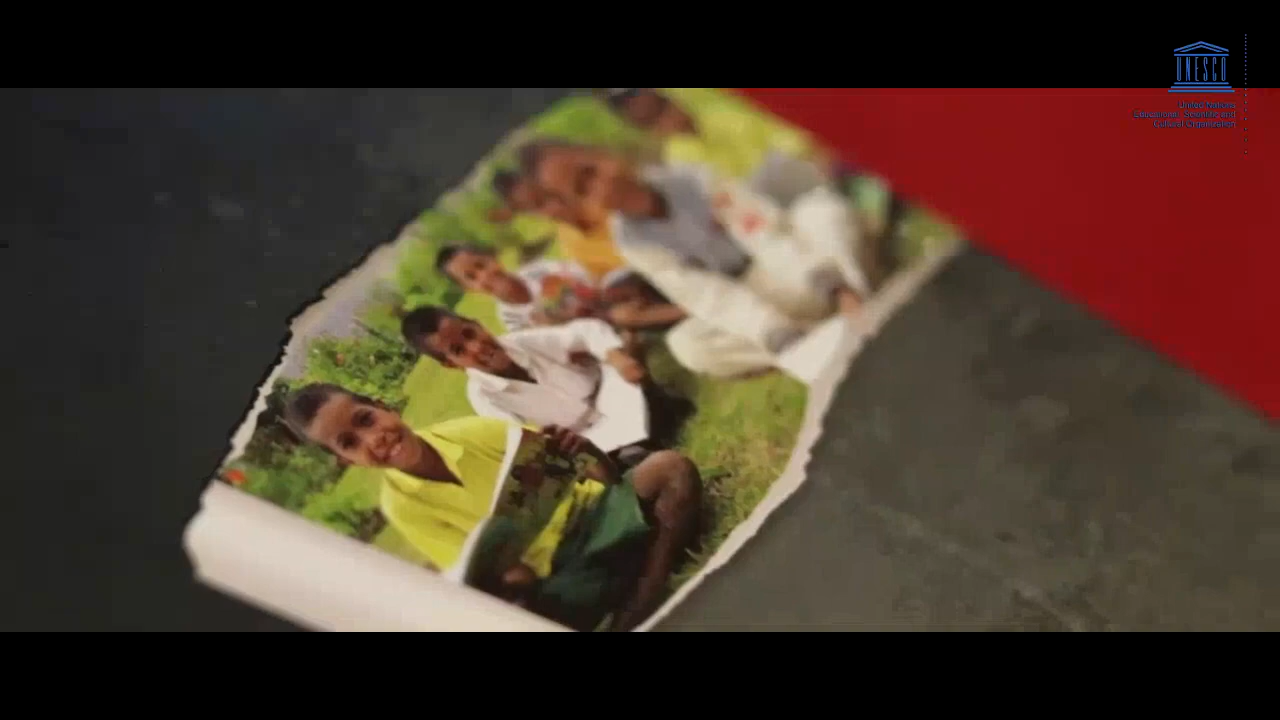 UNESCO
United Nations
Educational, Scientific and
Cultural Organization